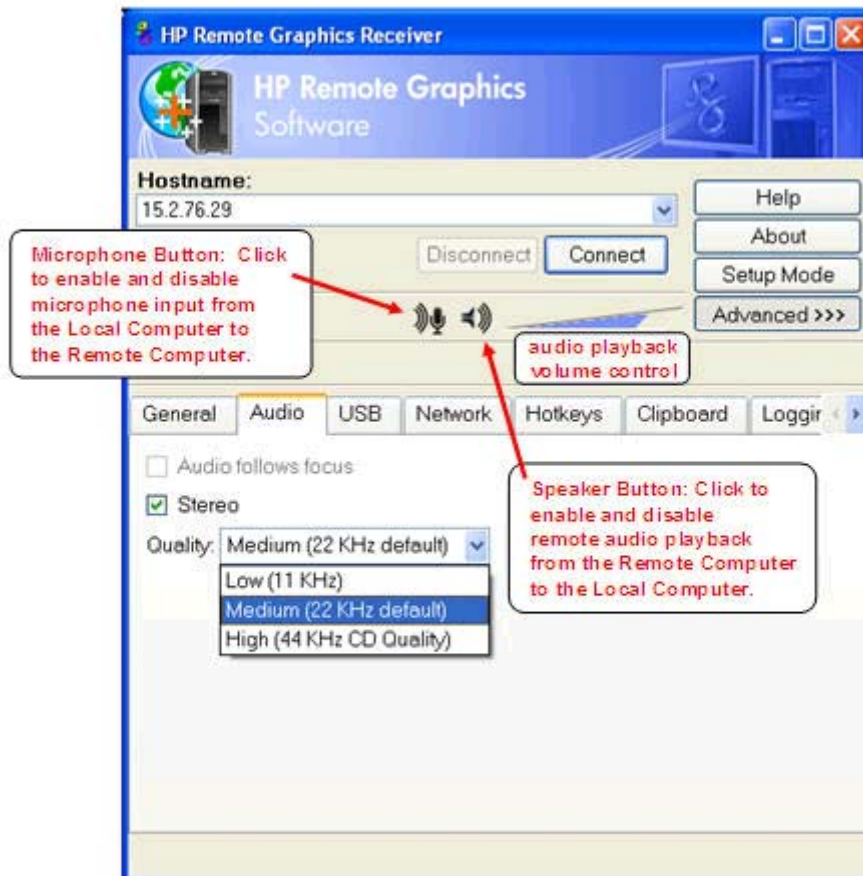 HP Remote Graphics Receiver
HP Remote Graphics
Software
Hostname:
15.2.76.29
Help
About
Setup Mode
Advanced >>>
Disconnect
Connect
Microphone Button: Click
to enable and disable
microphone input from
the Local Computer to
the Remote Computer.
audio playback
volume control
General Audio USB Network Hotkeys Clipboard Loggir
Audio follows focus
Stereo
Quality: Medium (22 KHz default)
Low (11 KHz)
Medium (22 KHz default)
High (44 KHz CD Quality)
Speaker Button: Click to
enable and disable
remote audio playback
from the Remote Computer
to the Local Computer.